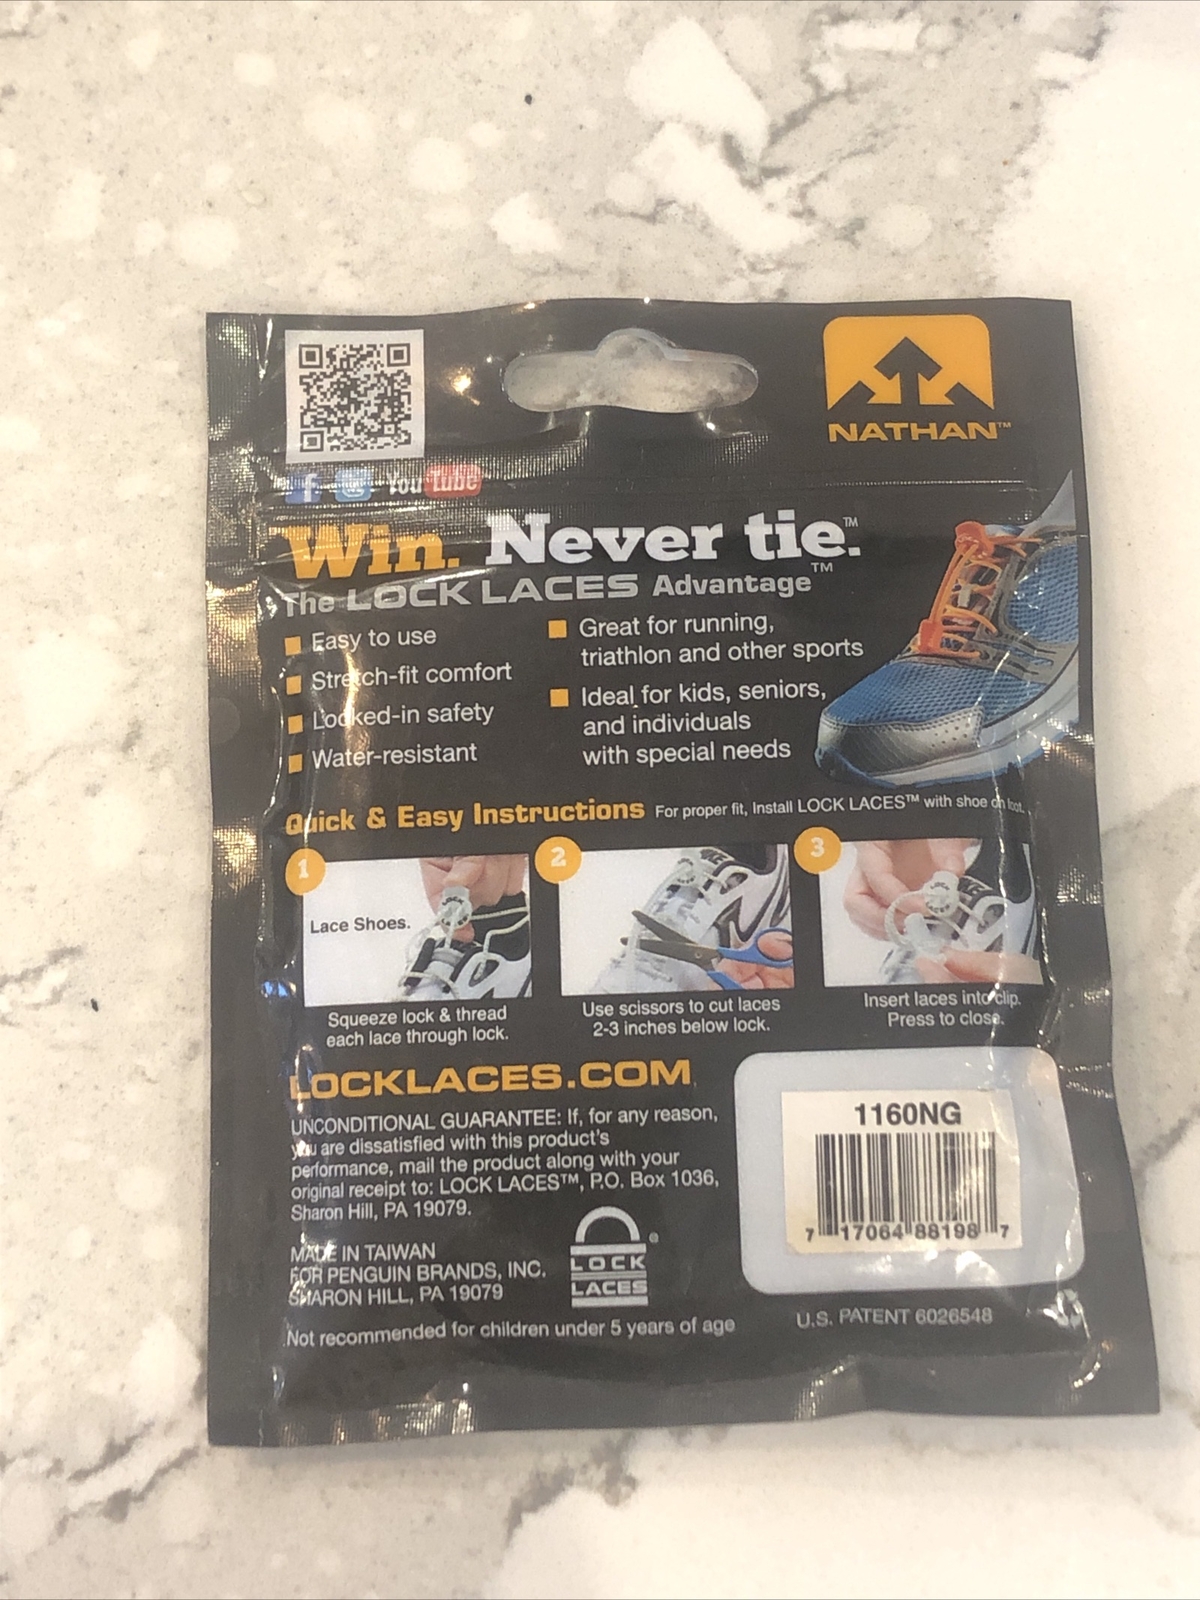 NATHAN™
f You Tube
Win. Never tie.™
The LOCK LACES Advantage™
Easy to use
Stretch-fit comfort
Locked-in safety
Water-resistant
Great for running,
triathlon and other sports
Ideal for kids, seniors,
and individuals
with special needs
Quick & Easy Instructions For proper fit, Install LOCK LACES™ with shoe on foot.
1
Lace Shoes.
Squeeze lock & thread
each lace through lock.
2
Use scissors to cut laces
2-3 inches below lock.
3
Insert laces into clip.
Press to close.
LOCKLACES.COM
UNCONDITIONAL GUARANTEE: If, for any reason,
you are dissatisfied with this product's
performance, mail the product along with your
original receipt to: LOCK LACES™, P.O. Box 1036,
Sharon Hill, PA 19079.
MADE IN TAIWAN
FOR PENGUIN BRANDS, INC.
SHARON HILL, PA 19079
LOCK
LACES
®
Not recommended for children under 5 years of age
1160NG
7 17064 88198 7
U.S. PATENT 6026548